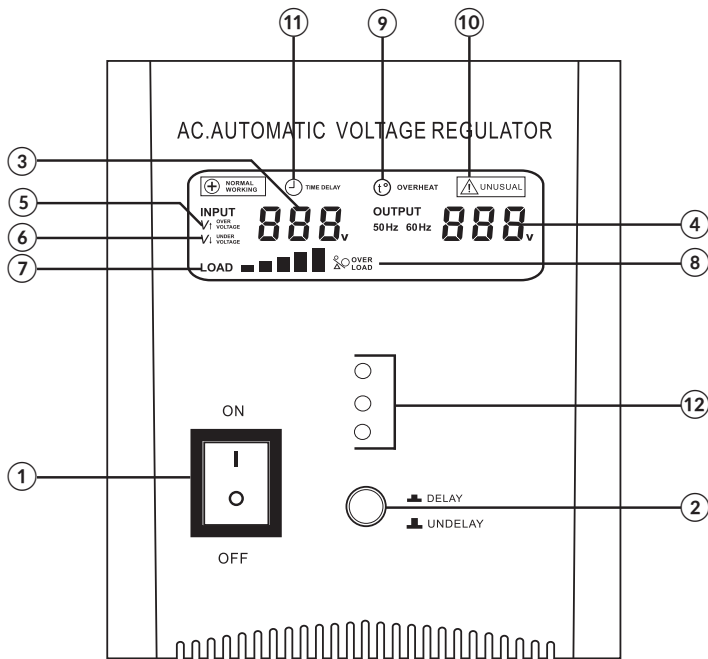 11
9
10
AC.AUTOMATIC VOLTAGE REGULATOR
3
NORMAL WORKING
TIME DELAY
t° OVERHEAT
UNUSUAL
5
INPUT
OVER VOLTAGE
888v
OUTPUT
50Hz 60Hz
888v
4
6
UNDER VOLTAGE
7
LOAD
OVER LOAD
8
12
ON
1
I
O
DELAY
2
UNDELAY
OFF